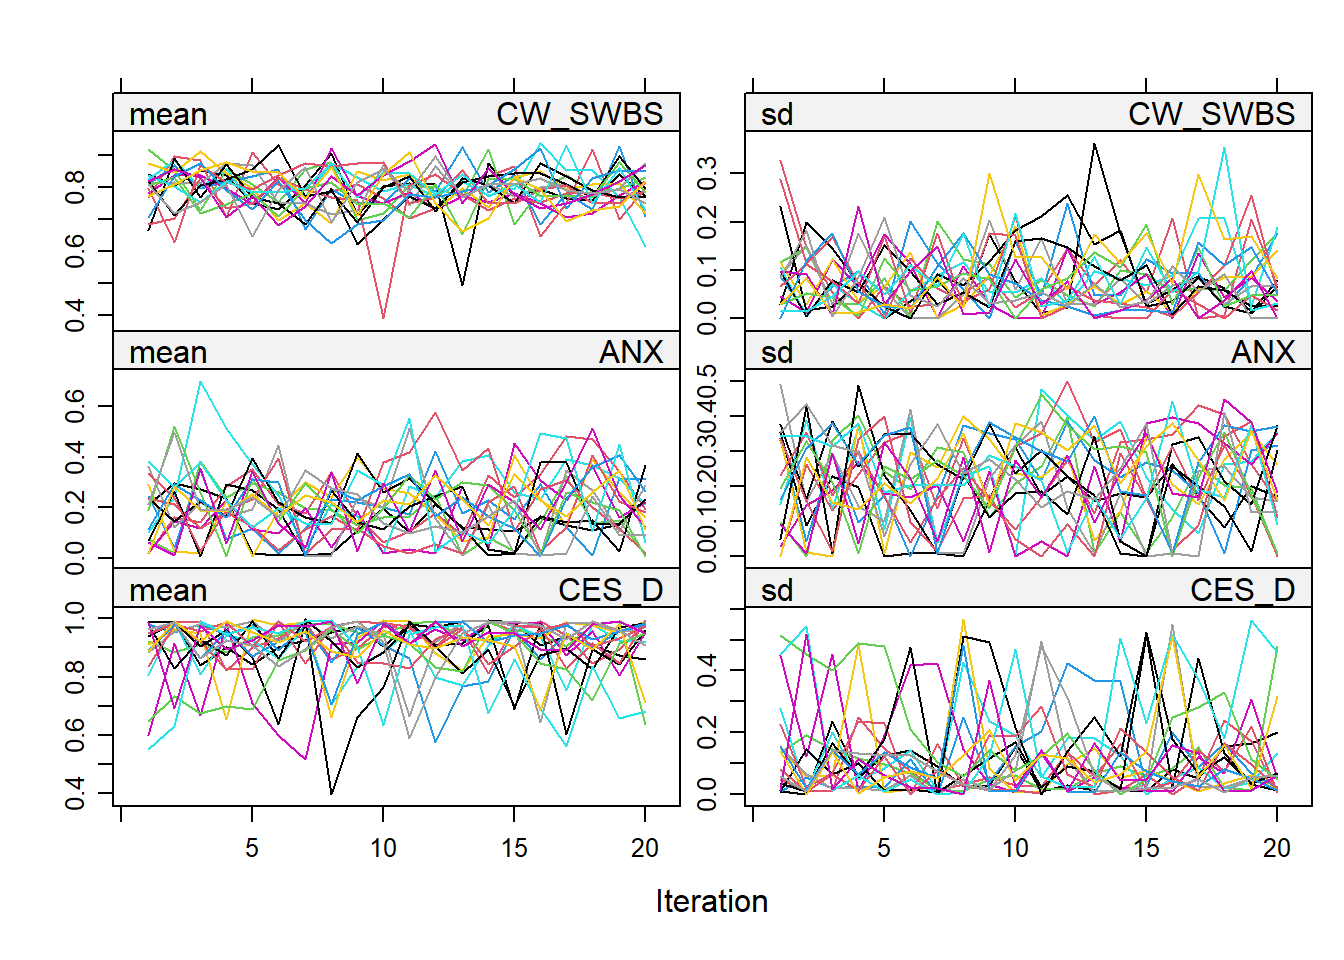 mean CW_SWBS
sd CW_SWBS
0.4 0.6 0.8
0.0 0.1 0.2 0.3
mean ANX
sd ANX
0.0 0.2 0.4 0.6
0.00.10.20.30.40.5
mean CES_D
sd CES_D
0.4 0.6 0.8 1.0
0.0 0.2 0.4
5 10 15 20
5 10 15 20
Iteration